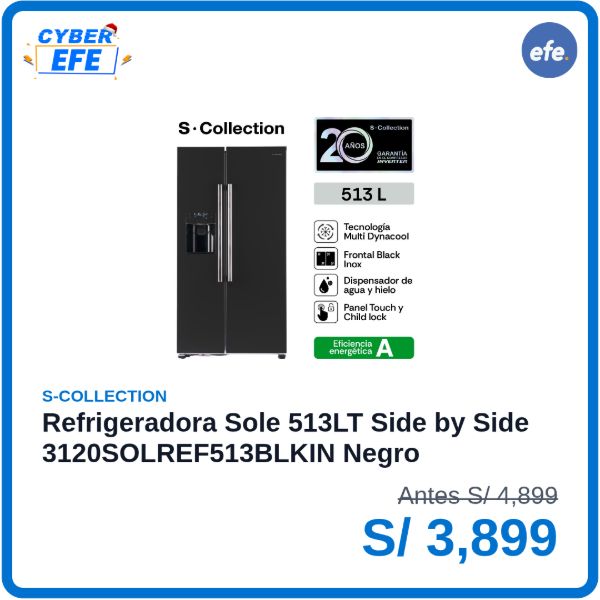 CYBER
EFE
efe.
S·Collection
S·Collection
20 AÑOS
GARANTÍA
INVERTER
513 L
Tecnología
Multi Dynacool
Frontal Black
Inox
Dispensador de
agua y hielo
Panel Touch y
Child lock
Eficiencia
energética A
S-COLLECTION
Refrigeradora Sole 513LT Side by Side
3120SOLREF513BLKIN Negro
Antes S/ 4,899
S/ 3,899